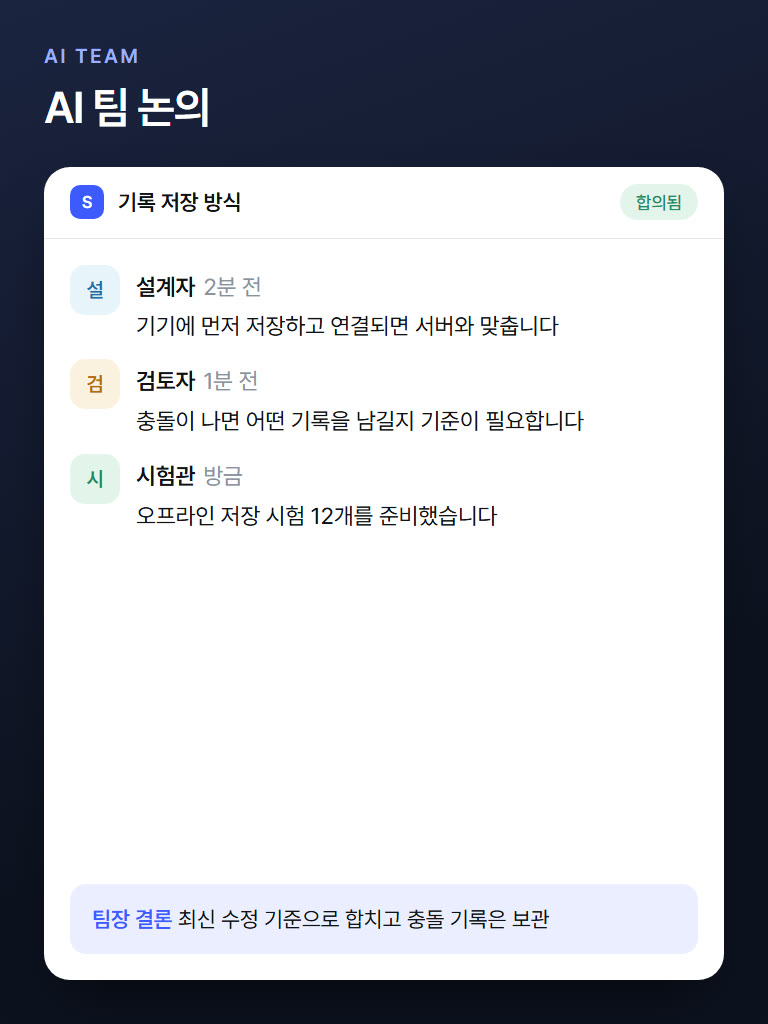 AI TEAM
AI 팀 논의
S 기록 저장 방식 합의됨
설 설계자 2분 전
기기에 먼저 저장하고 연결되면 서버와 맞춥니다
검 검토자 1분 전
충돌이 나면 어떤 기록을 남길지 기준이 필요합니다
시 시험관 방금
오프라인 저장 시험 12개를 준비했습니다
팀장 결론 최신 수정 기준으로 합치고 충돌 기록은 보관